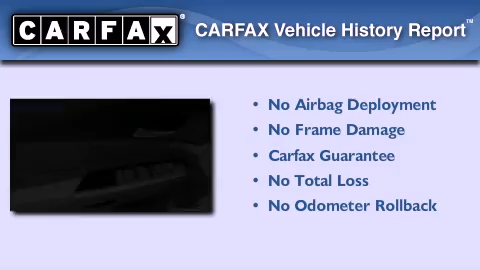 CARFAX® CARFAX Vehicle History Report™
• No Airbag Deployment
• No Frame Damage
• Carfax Guarantee
• No Total Loss
• No Odometer Rollback